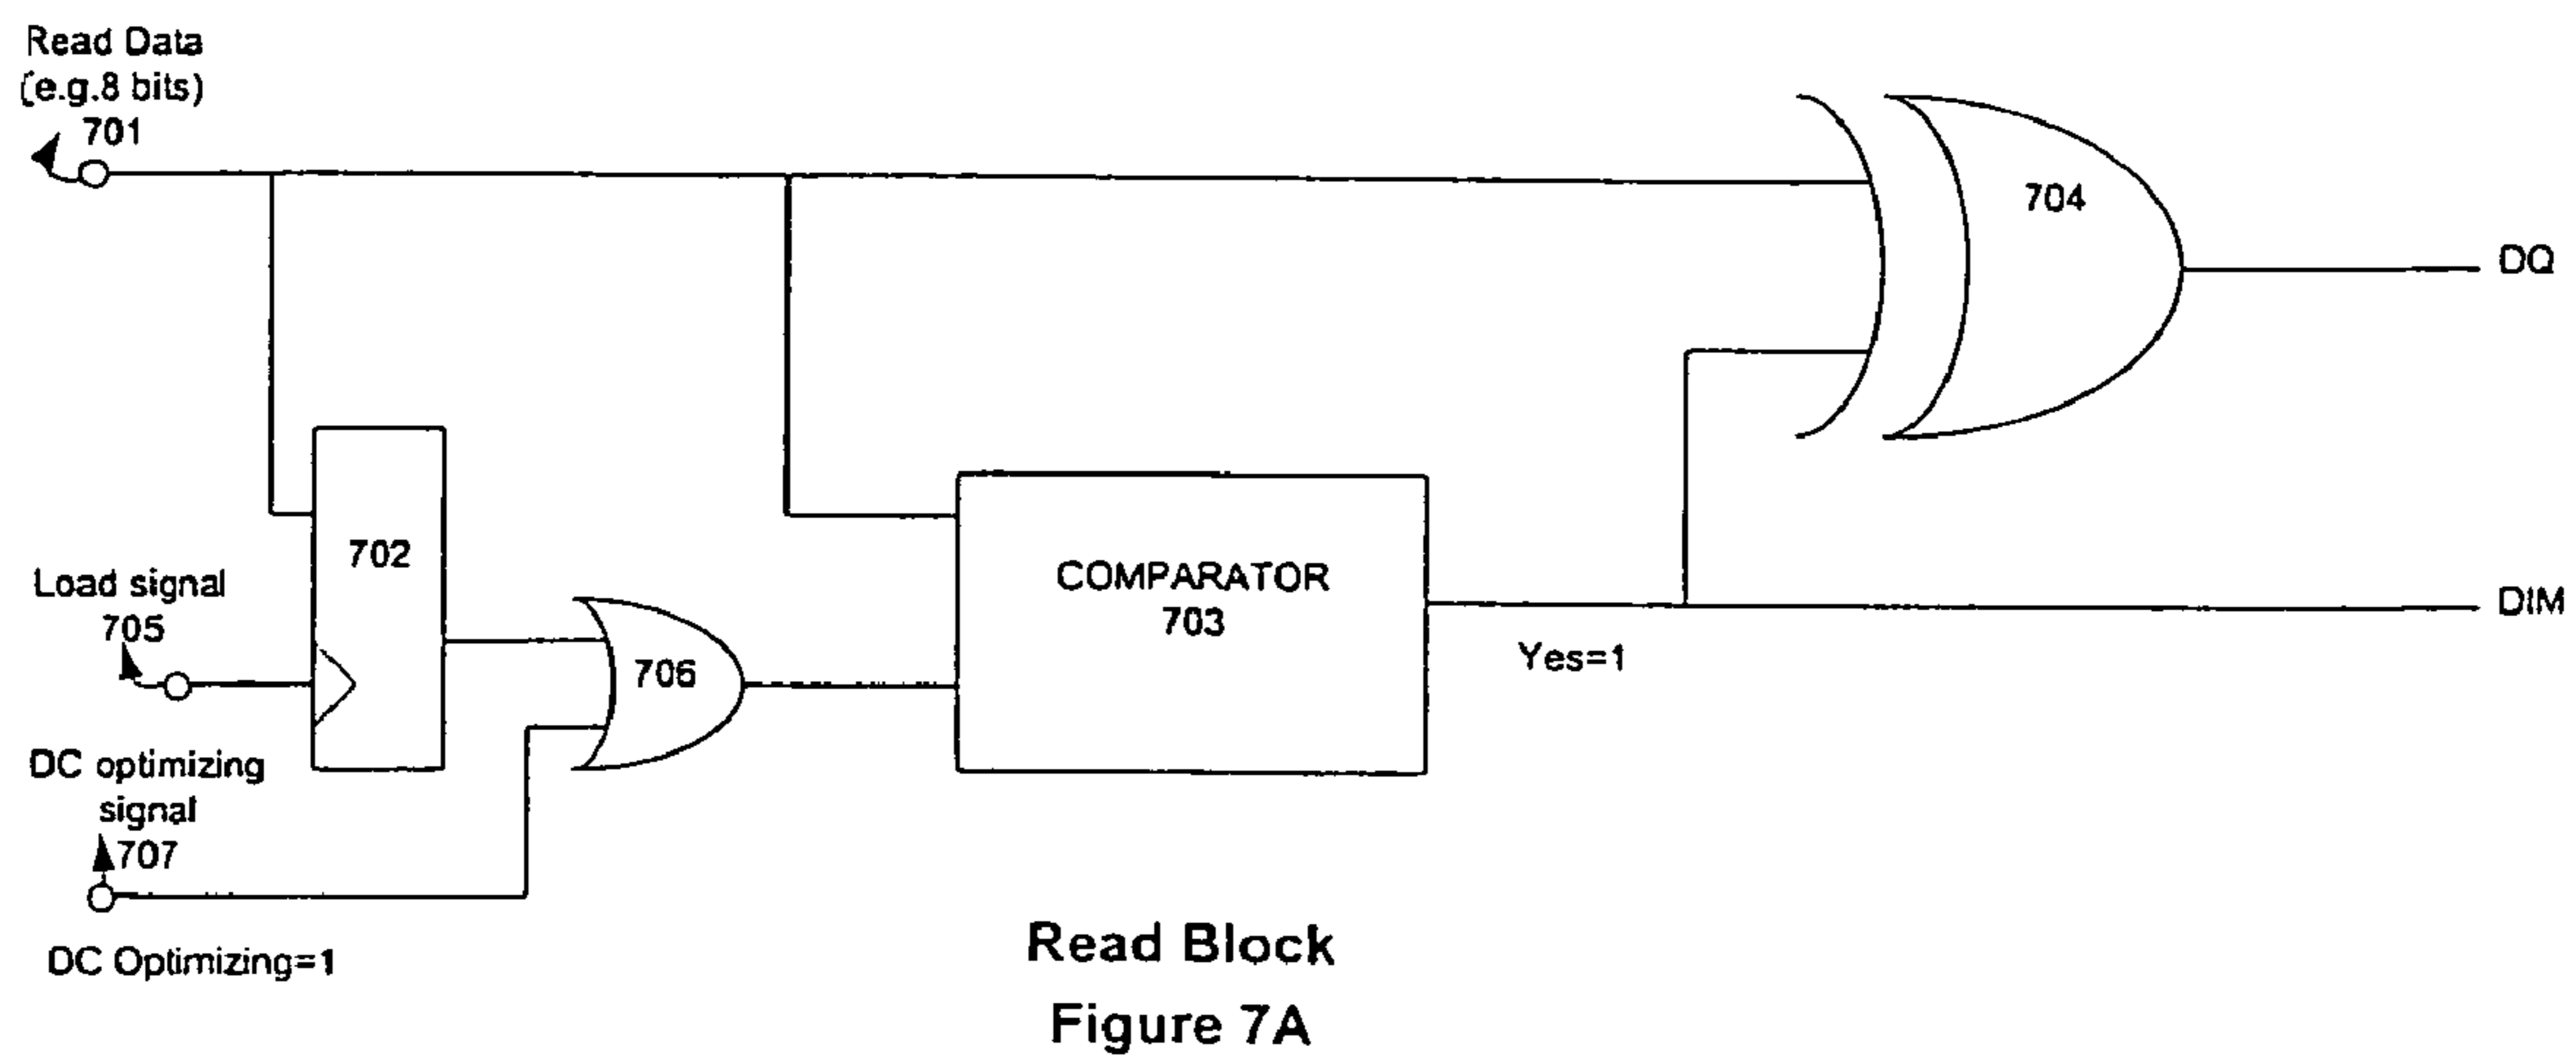 Read Data
(e.g.8 bits)
701
704
DQ
702
Load signal
705
COMPARATOR
703
DIM
706
Yes=1
DC optimizing
signal
707
DC Optimizing=1
Read Block
Figure 7A